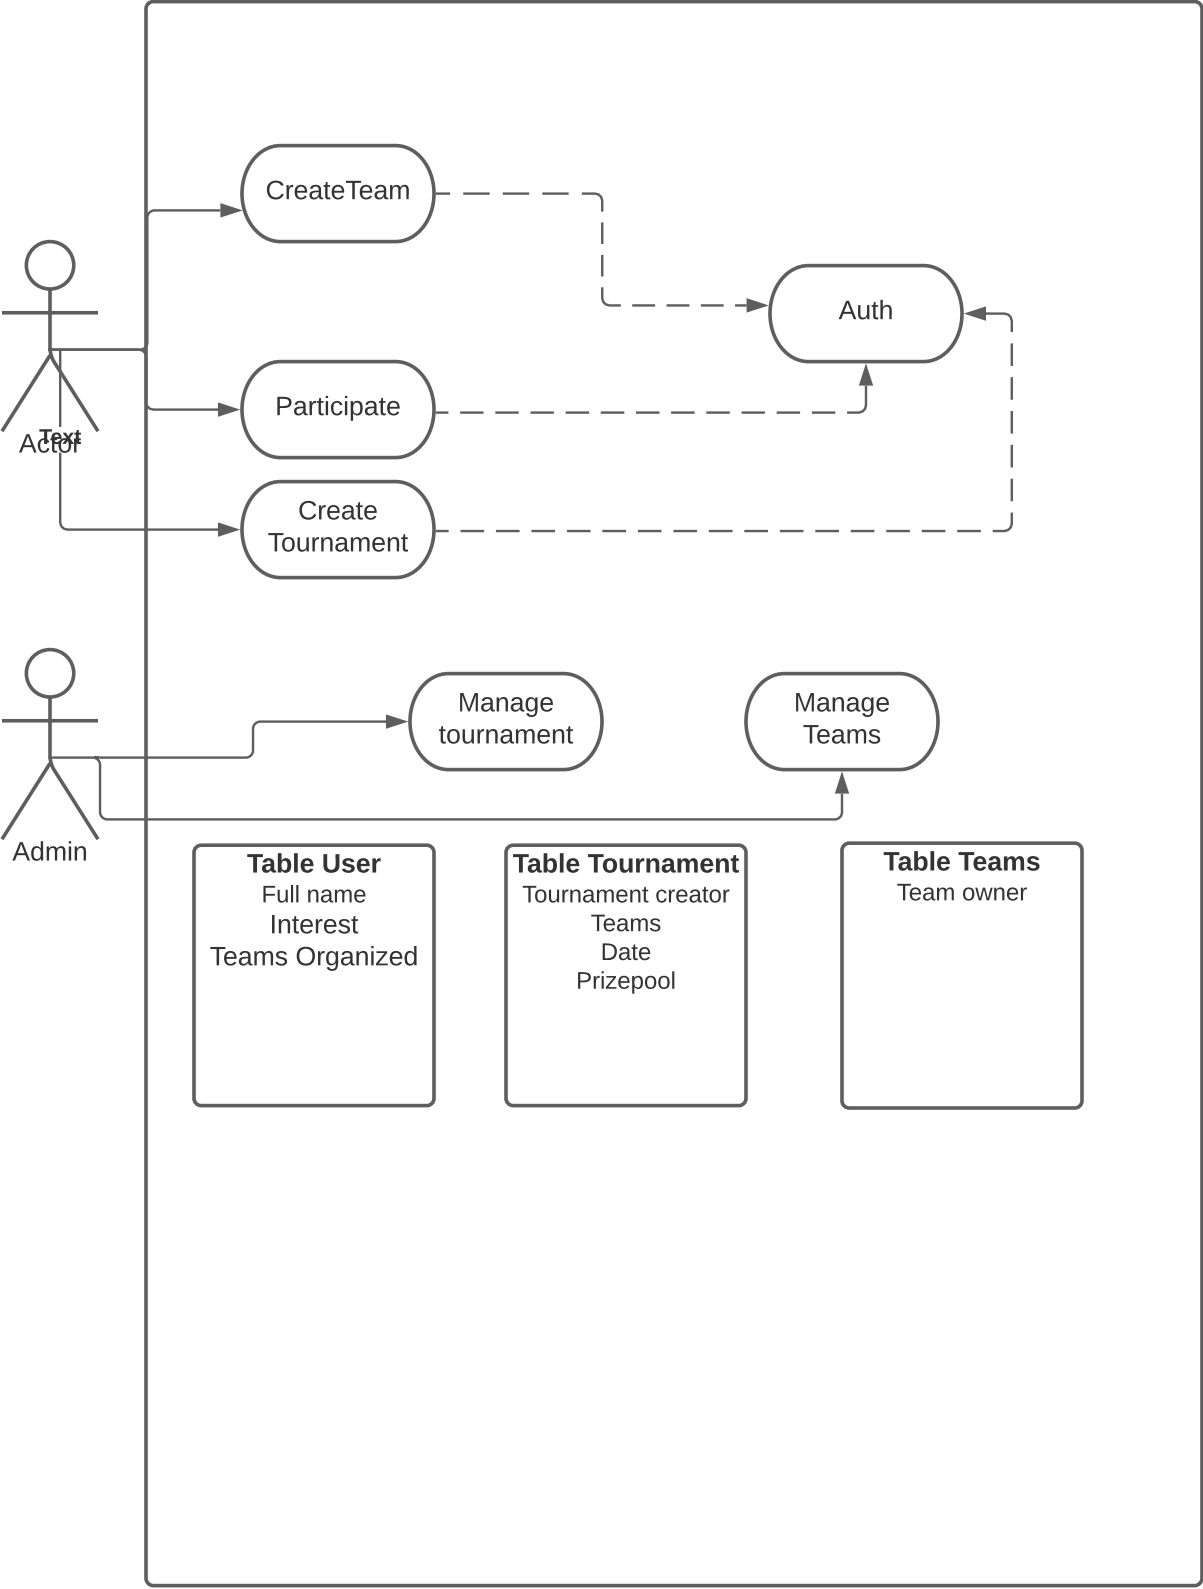 CreateTeam
Auth
Participate
Text
Actor
Create
Tournament
Manage
tournament
Manage
Teams
Admin
Table User
Full name
Interest
Teams Organized
Table Tournament
Tournament creator
Teams
Date
Prizepool
Table Teams
Team owner